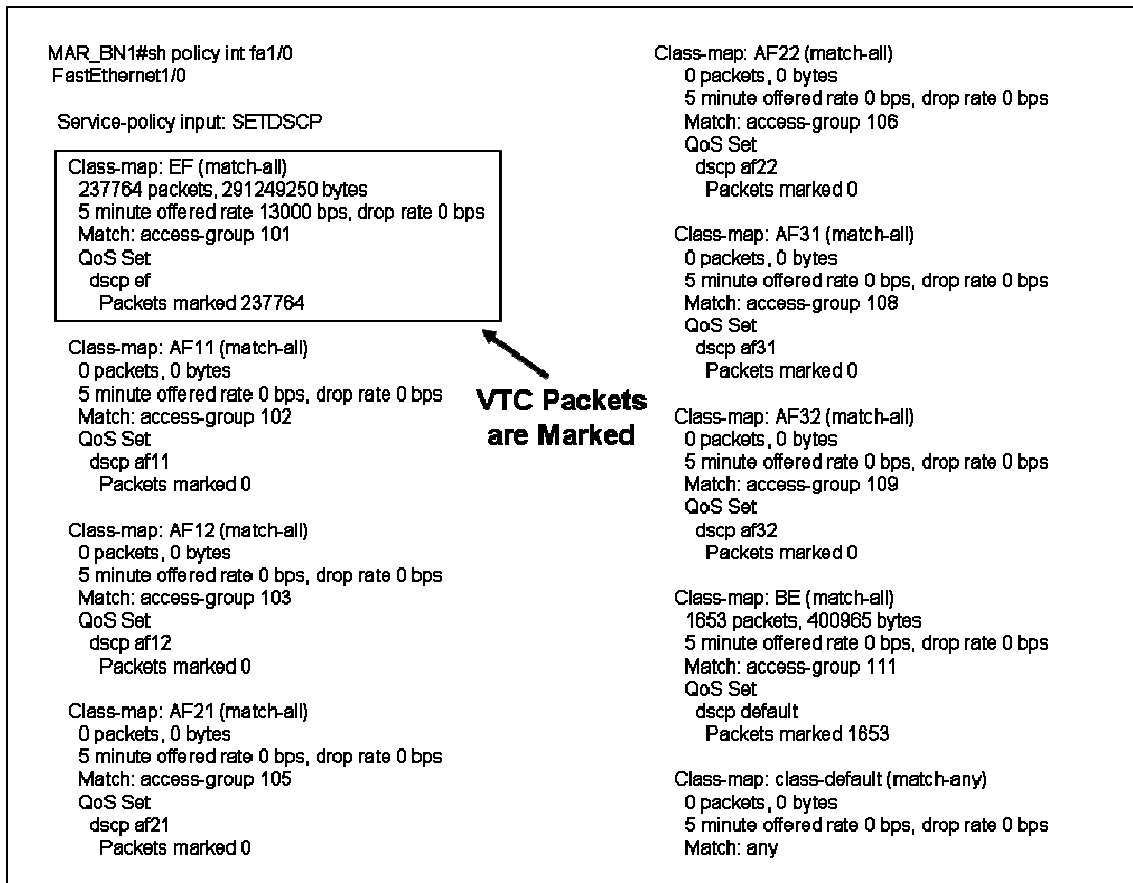 MAR_BN1#sh policy int fa1/0
FastEthernet1/0
Service-policy input: SETDSCP
Class-map: EF (match-all)
237764 packets, 291249250 bytes
5 minute offered rate 13000 bps, drop rate 0 bps
Match: access-group 101
QoS Set
dscp ef
Packets marked 237764
Class-map: AF11 (match-all)
0 packets, 0 bytes
5 minute offered rate 0 bps, drop rate 0 bps
Match: access-group 102
QoS Set
dscp af11
Packets marked 0
Class-map: AF12 (match-all)
0 packets, 0 bytes
5 minute offered rate 0 bps, drop rate 0 bps
Match: access-group 103
QoS Set
dscp af12
Packets marked 0
Class-map: AF21 (match-all)
0 packets, 0 bytes
5 minute offered rate 0 bps, drop rate 0 bps
Match: access-group 105
QoS Set
dscp af21
Packets marked 0
VTC Packets
are Marked
Class-map: AF22 (match-all)
0 packets, 0 bytes
5 minute offered rate 0 bps, drop rate 0 bps
Match: access-group 106
QoS Set
dscp af22
Packets marked 0
Class-map: AF31 (match-all)
0 packets, 0 bytes
5 minute offered rate 0 bps, drop rate 0 bps
Match: access-group 108
QoS Set
dscp af31
Packets marked 0
Class-map: AF32 (match-all)
0 packets, 0 bytes
5 minute offered rate 0 bps, drop rate 0 bps
Match: access-group 109
QoS Set
dscp af32
Packets marked 0
Class-map: BE (match-all)
1653 packets, 400965 bytes
5 minute offered rate 0 bps, drop rate 0 bps
Match: access-group 111
QoS Set
dscp default
Packets marked 1653
Class-map: class-default (match-any)
0 packets, 0 bytes
5 minute offered rate 0 bps, drop rate 0 bps
Match: any